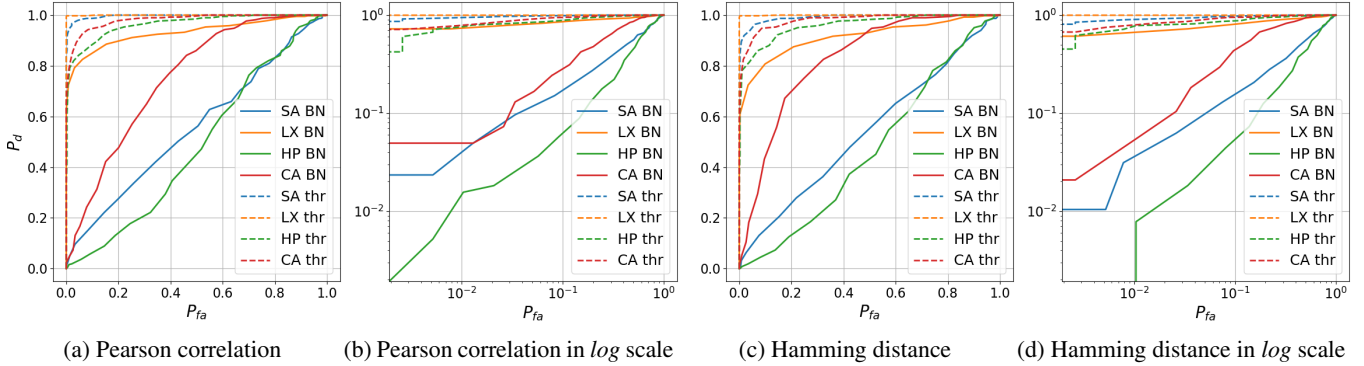 P_d
1.0
0.8
0.6
0.4
0.2
0.0
0.0 0.2 0.4 0.6 0.8 1.0
P_fa
SA BN
LX BN
HP BN
CA BN
SA thr
LX thr
HP thr
CA thr
(a) Pearson correlation
10^0
10^-1
10^-2
10^-2 10^-1 10^0
P_fa
SA BN
LX BN
HP BN
CA BN
SA thr
LX thr
HP thr
CA thr
(b) Pearson correlation in log scale
1.0
0.8
0.6
0.4
0.2
0.0
0.0 0.2 0.4 0.6 0.8 1.0
P_fa
SA BN
LX BN
HP BN
CA BN
SA thr
LX thr
HP thr
CA thr
(c) Hamming distance
10^0
10^-1
10^-2
10^-2 10^-1 10^0
P_fa
SA BN
LX BN
HP BN
CA BN
SA thr
LX thr
HP thr
CA thr
(d) Hamming distance in log scale